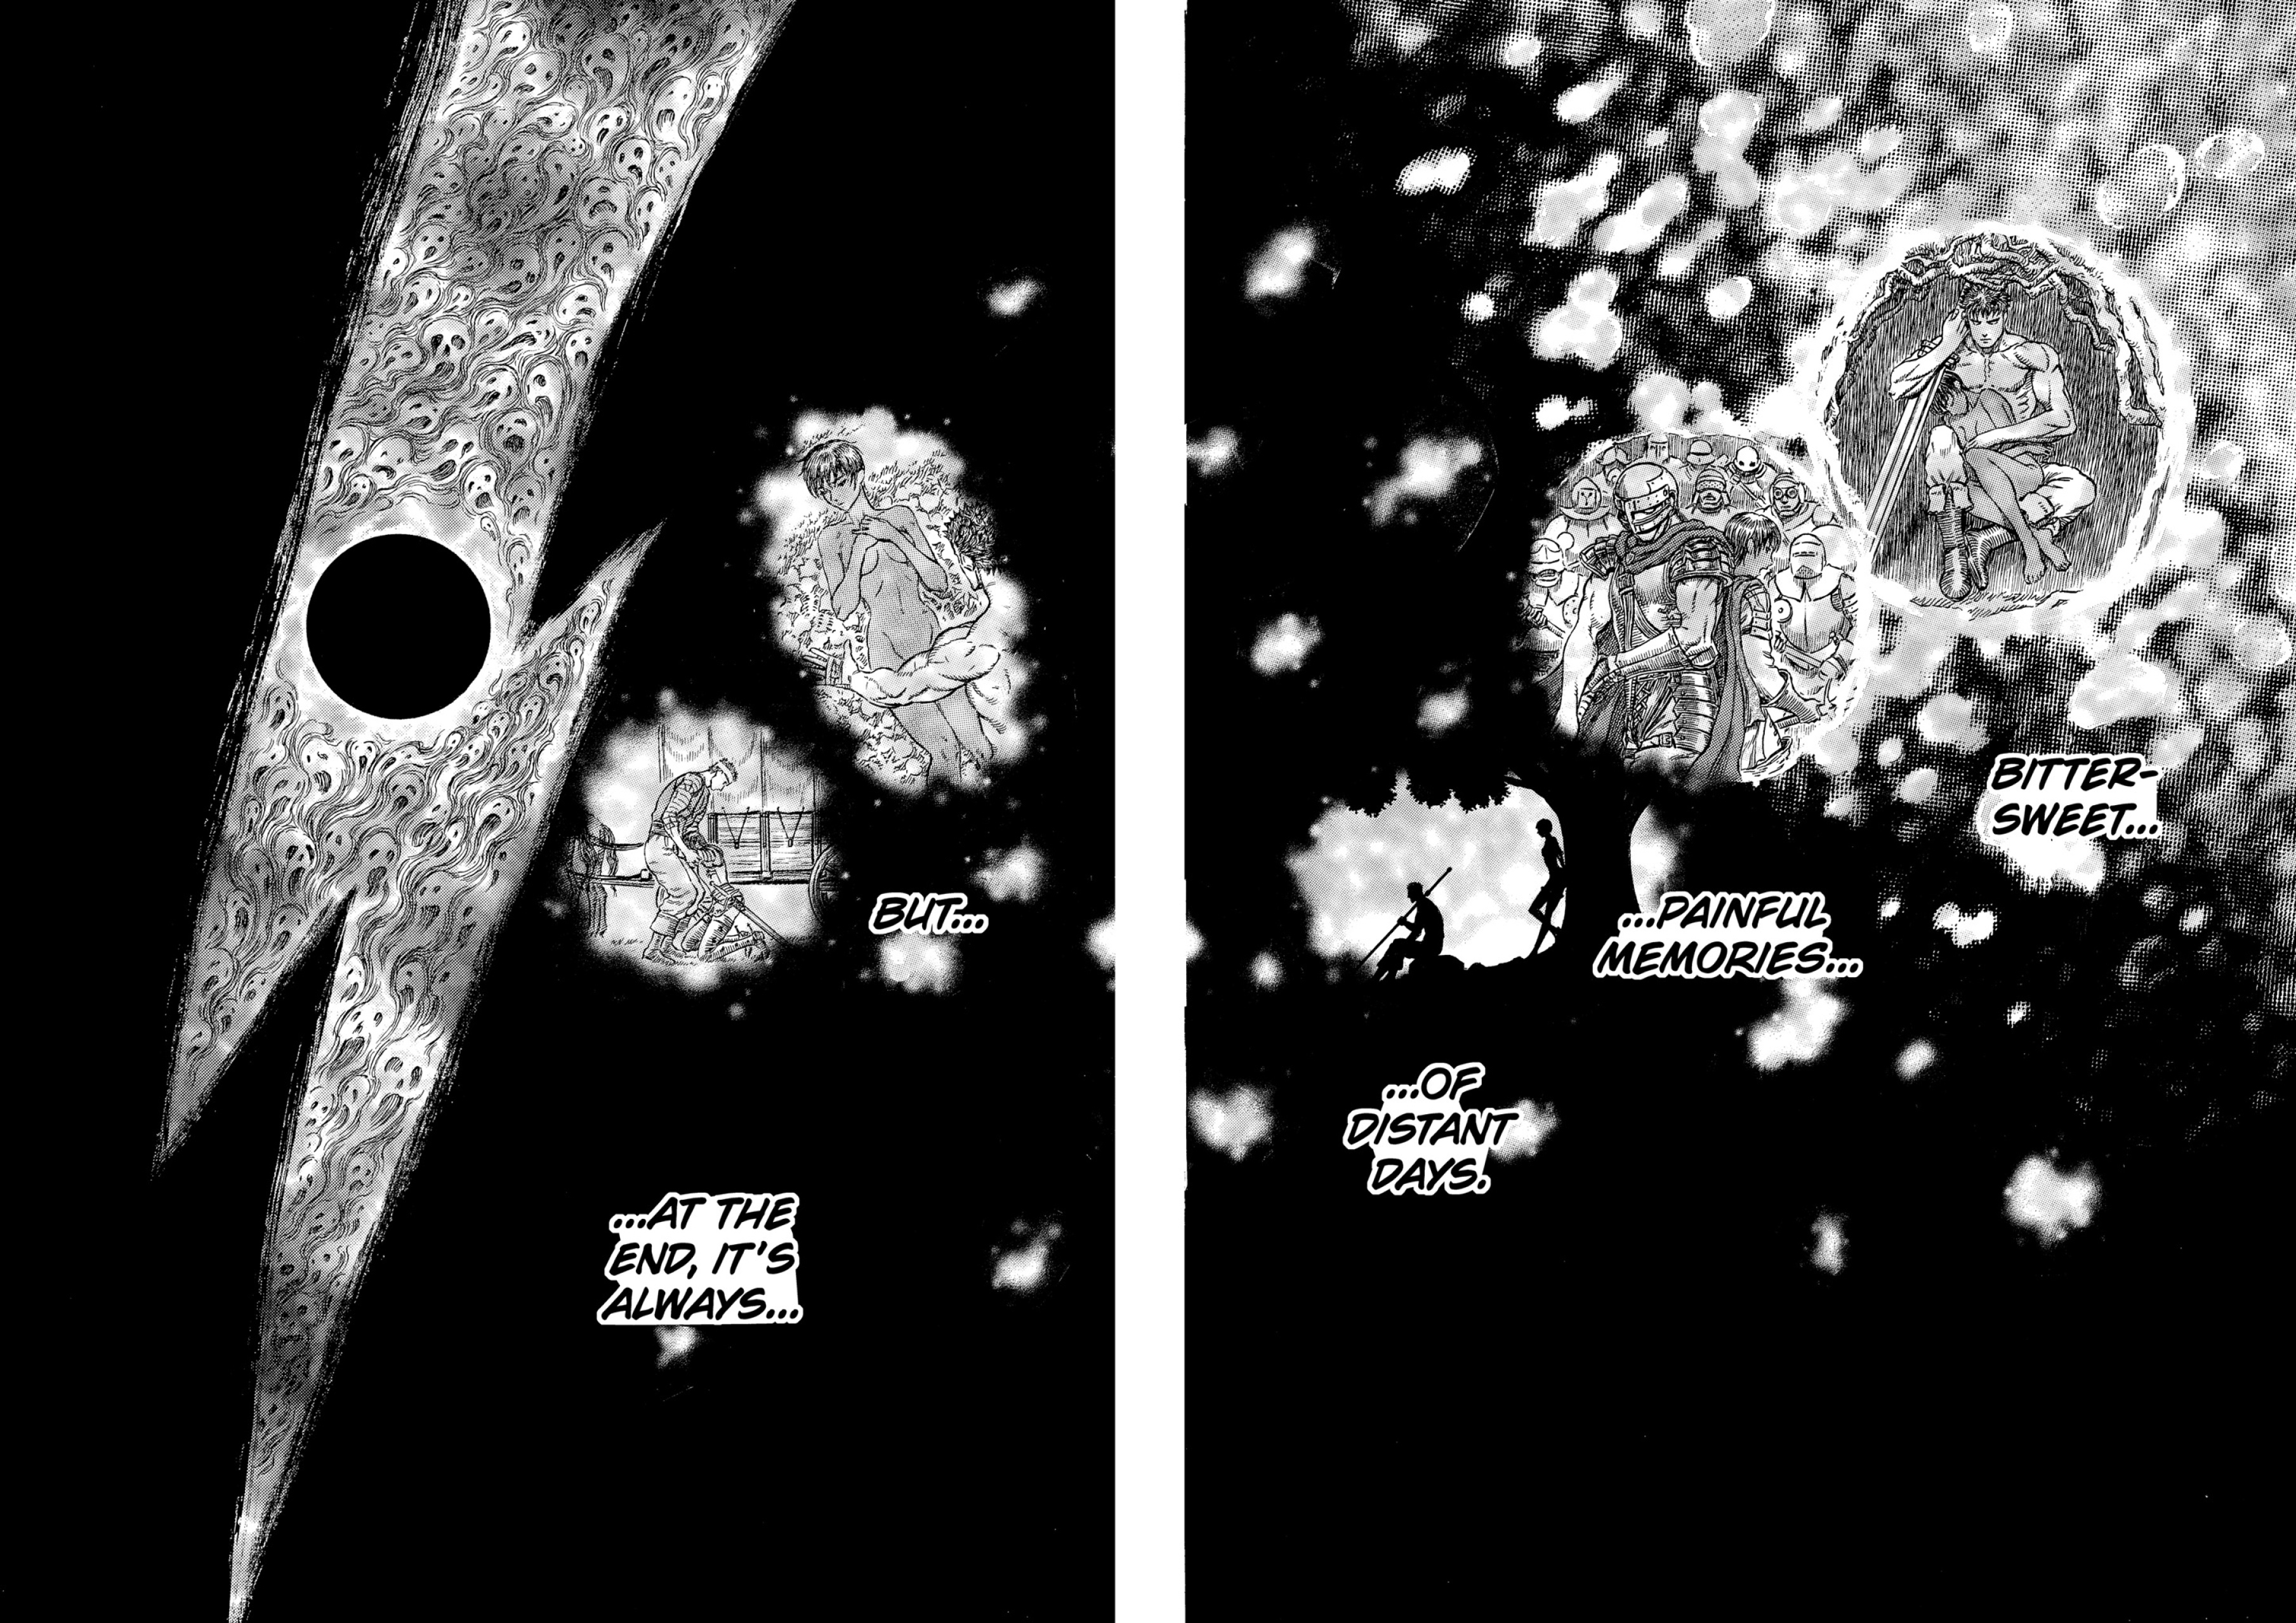 BITTER-
SWEET...
...PAINFUL
MEMORIES...
...OF
DISTANT
DAYS.
BUT...
...AT THE
END, IT'S
ALWAYS...